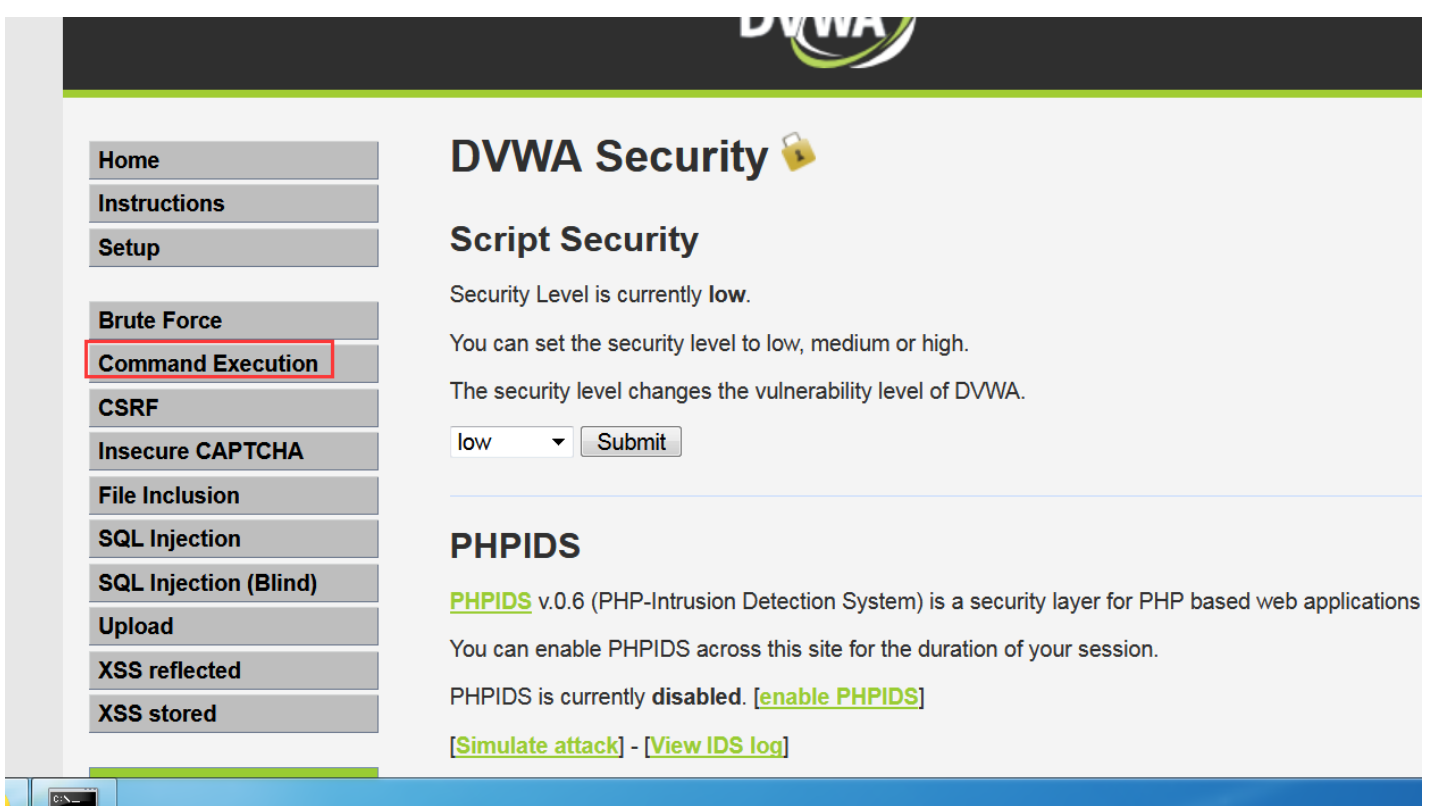 DVWA
Home
Instructions
Setup
Brute Force
Command Execution
CSRF
Insecure CAPTCHA
File Inclusion
SQL Injection
SQL Injection (Blind)
Upload
XSS reflected
XSS stored
DVWA Security
Script Security
Security Level is currently low.
You can set the security level to low, medium or high.
The security level changes the vulnerability level of DVWA.
low Submit
PHPIDS
PHPIDS v.0.6 (PHP-Intrusion Detection System) is a security layer for PHP based web applications
You can enable PHPIDS across this site for the duration of your session.
PHPIDS is currently disabled. [enable PHPIDS]
[Simulate attack] - [View IDS log]
C:\_